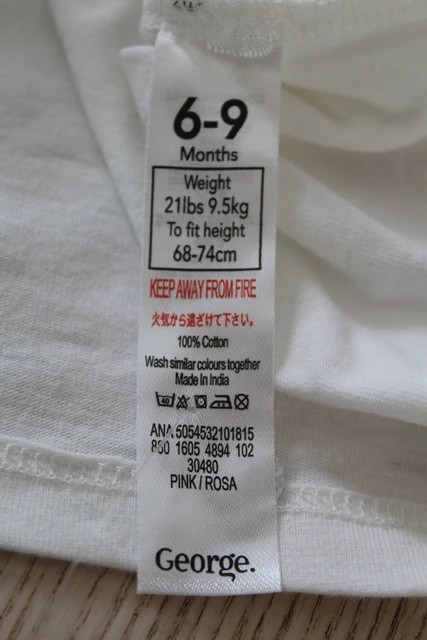 6-9
Months
Weight
21lbs 9.5kg
To fit height
68-74cm
KEEP AWAY FROM FIRE
火気から遠ざけて下さい。
100% Cotton
Wash similar colours together
Made In India
40
ANA 5054532101815
890 1605 4894 102
30480
PINK / ROSA
George.